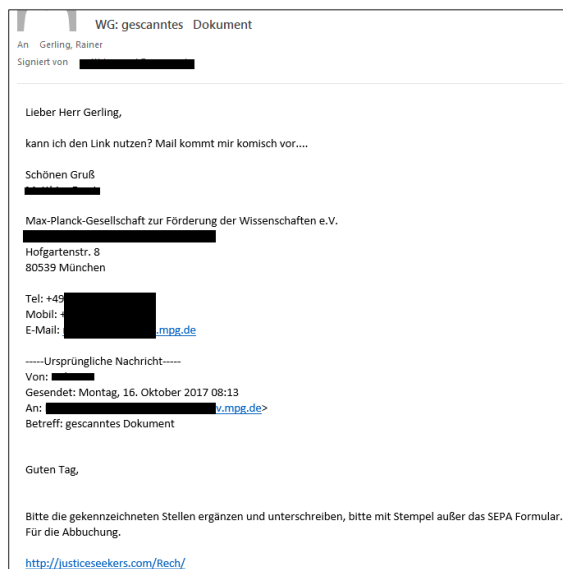 WG: gescanntes Dokument
An Gerling, Rainer
Signiert von
Lieber Herr Gerling,
kann ich den Link nutzen? Mail kommt mir komisch vor....
Schönen Gruß
Max-Planck-Gesellschaft zur Förderung der Wissenschaften e.V.
Hofgartenstr. 8
80539 München
Tel: +49
Mobil: +
E-Mail: .mpg.de
-----Ursprüngliche Nachricht-----
Von:
Gesendet: Montag, 16. Oktober 2017 08:13
An: v.mpg.de>
Betreff: gescanntes Dokument
Guten Tag,
Bitte die gekennzeichneten Stellen ergänzen und unterschreiben, bitte mit Stempel außer das SEPA Formular.
Für die Abbuchung.
http://justiceseekers.com/Rech/